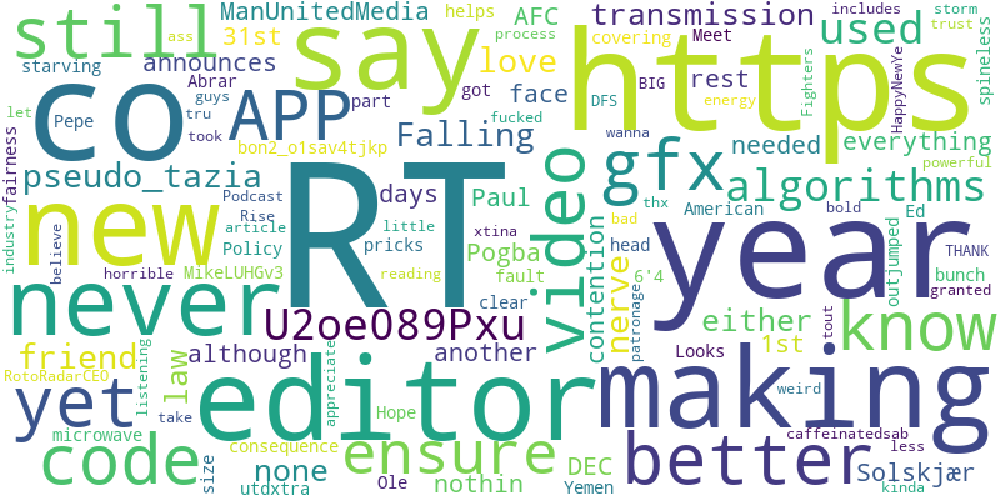 still
ManUnitedMedia
helps
AFC
transmission
includes
storm
ass
31st
say
process
covering
Meet
https
used
trust
starving
announces
love
BIG
rest
spineless
co
Abrar
guys
APP
part
got
face
DFS
energy
Fighters
HappyNewYe
let
Pepe
tru
took
fucked
wanna
everything
fairness
bon2_o1sav4tjkp
Falling
needed
powerful
pseudo_tazia
RT
video
gfx
algorithms
new
Podcast
days
Paul
thx
American
bold
Ed
industry
believe
Rise
article
little
xtina
contention
bad
head
year
THANK
outjumped
Policy
pricks
Pogba
nerve
6'4
bunch
horrible
MikeLUHGv3
reading
fault
patronage
granted
never
U2oeO89Pxu
clear
either
1st
tout
know
friend
law
although
another
Looks
RotoRadarCEO
listening
editor
appreciate
making
weird
yet
take
Hope
microwave
code
size
consequence
ensure
better
caffeinatedsab
less
none
utdxtra
Ole
nothin
DEC
Yemen
Solskjær
kinda